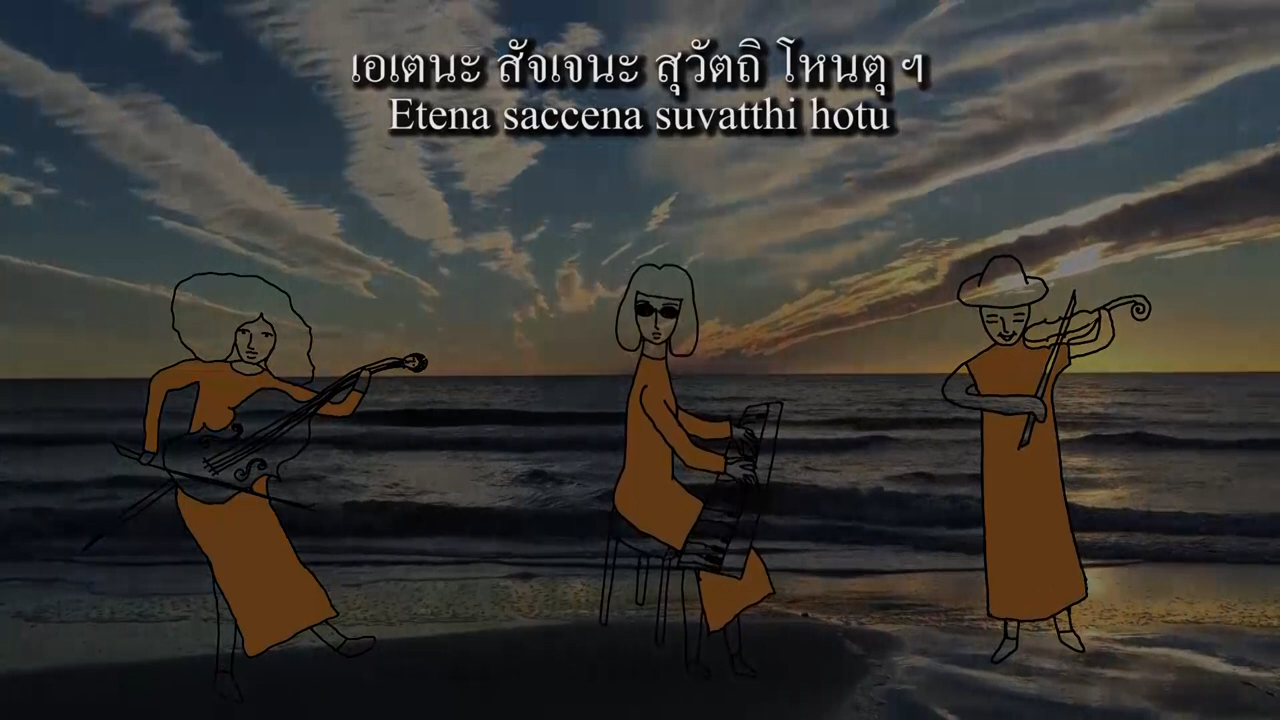 เอเตนะ สัจเจนะ สุวัตถิ โหนตุ ฯ
Etena saccena suvatthi hotu